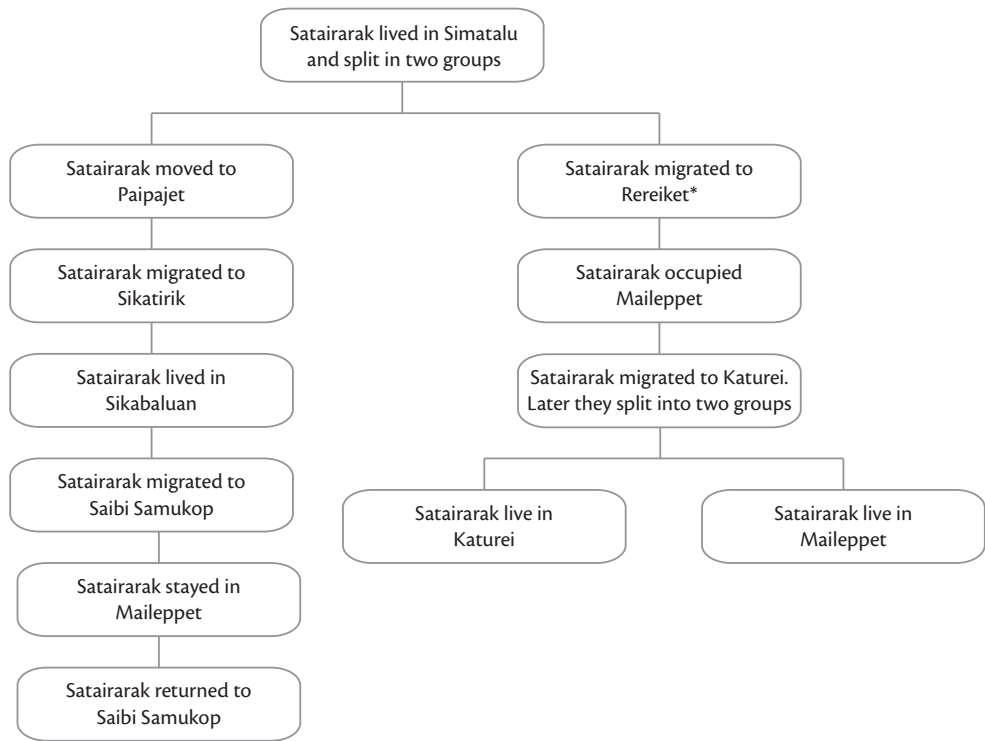 Satairarak lived in Simatalu
and split in two groups
Satairarak moved to
Paipajet
Satairarak migrated to
Rereiket*
Satairarak migrated to
Sikatirik
Satairarak occupied
Maileppet
Satairarak lived in
Sikabaluan
Satairarak migrated to Katurei.
Later they split into two groups
Satairarak migrated to
Saibi Samukop
Satairarak live in
Katurei
Satairarak live in
Maileppet
Satairarak stayed in
Maileppet
Satairarak returned to
Saibi Samukop